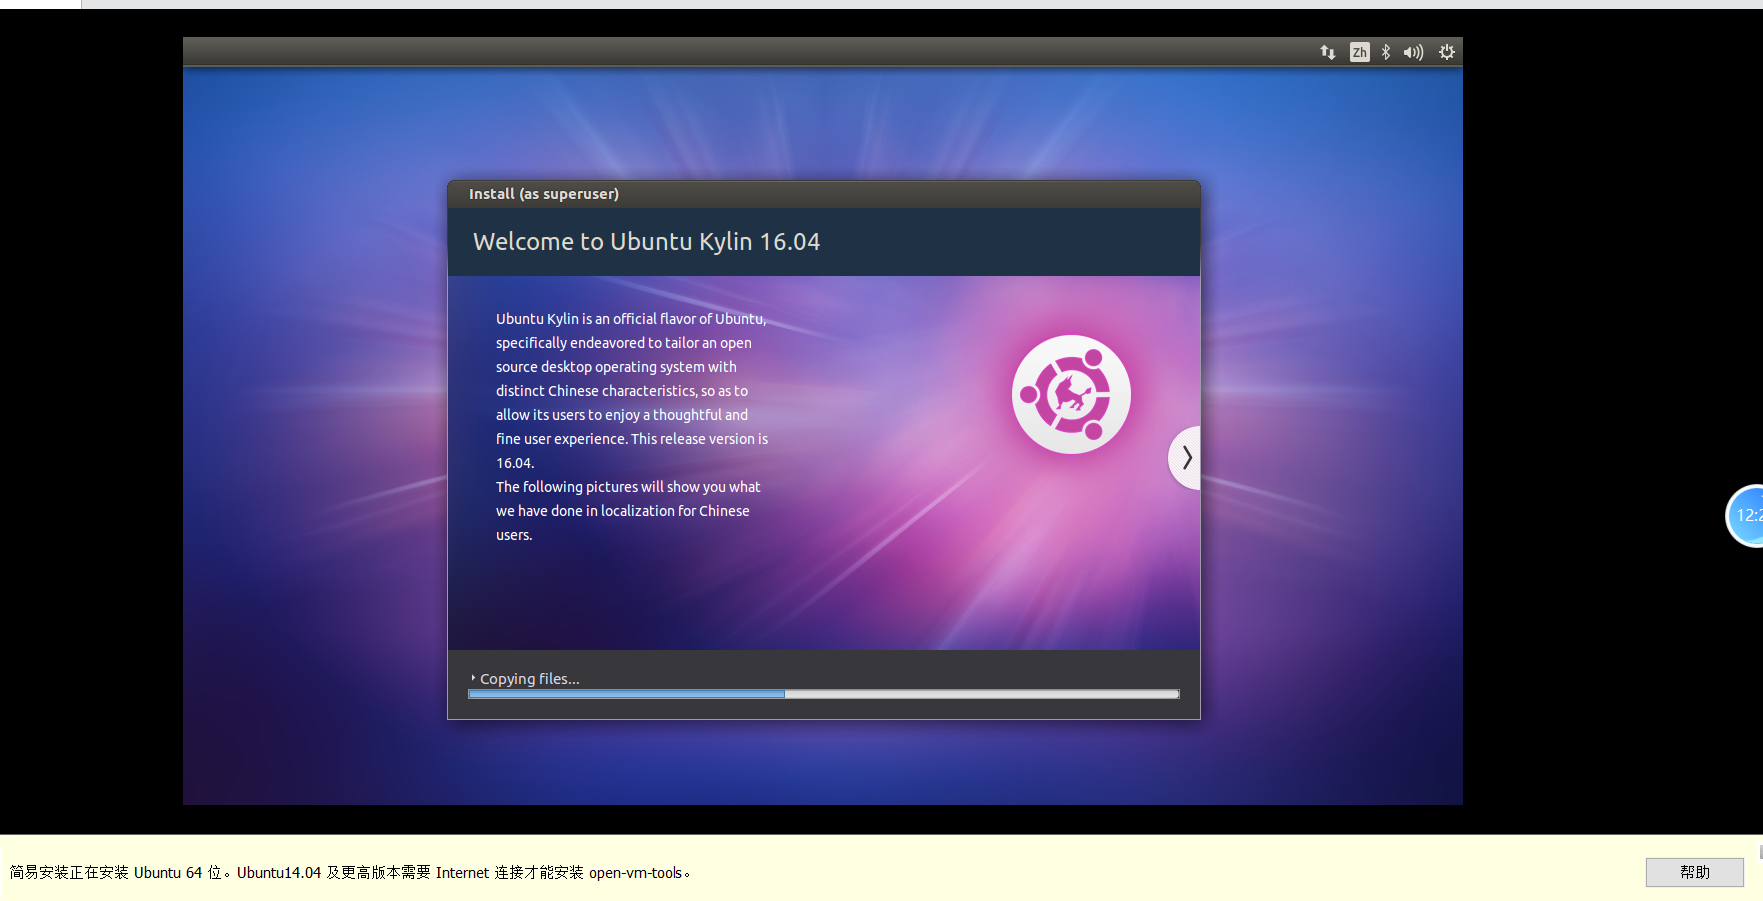 Zh
Install (as superuser)
Welcome to Ubuntu Kylin 16.04
Ubuntu Kylin is an official flavor of Ubuntu,
specifically endeavored to tailor an open
source desktop operating system with
distinct Chinese characteristics, so as to
allow its users to enjoy a thoughtful and
fine user experience. This release version is
16.04.
The following pictures will show you what
we have done in localization for Chinese
users.
Copying files...
简易安装正在安装 Ubuntu 64 位。Ubuntu14.04 及更高版本需要 Internet 连接才能安装 open-vm-tools。
帮助